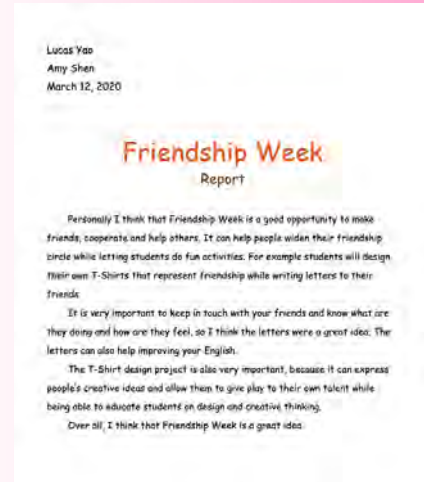 Lucas Yao
Amy Shen
March 12, 2020
Friendship Week
Report
Personally I think that Friendship Week is a good opportunity to make
friends, cooperate and help others. It can help people widen their friendship
circle while letting students do fun activities. For example students will design
their own T-Shirts that represent friendship while writing letters to their
friends.
It is very important to keep in touch with your friends and know what are
they doing and how are they feel, so I think the letters were a great idea. The
letters can also help improving your English.
The T-Shirt design project is also very important, because it can express
people's creative ideas and allow them to give play to their own talent while
being able to educate students on design and creative thinking.
Over all, I think that Friendship Week is a great idea.